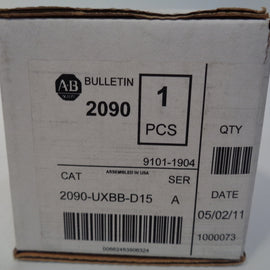 AB BULLETIN
2090
1
PCS
QTY
9101-1904
ASSEMBLED IN USA
CAT SER
2090-UXBB-D15 A
DATE
05/02/11
1000073